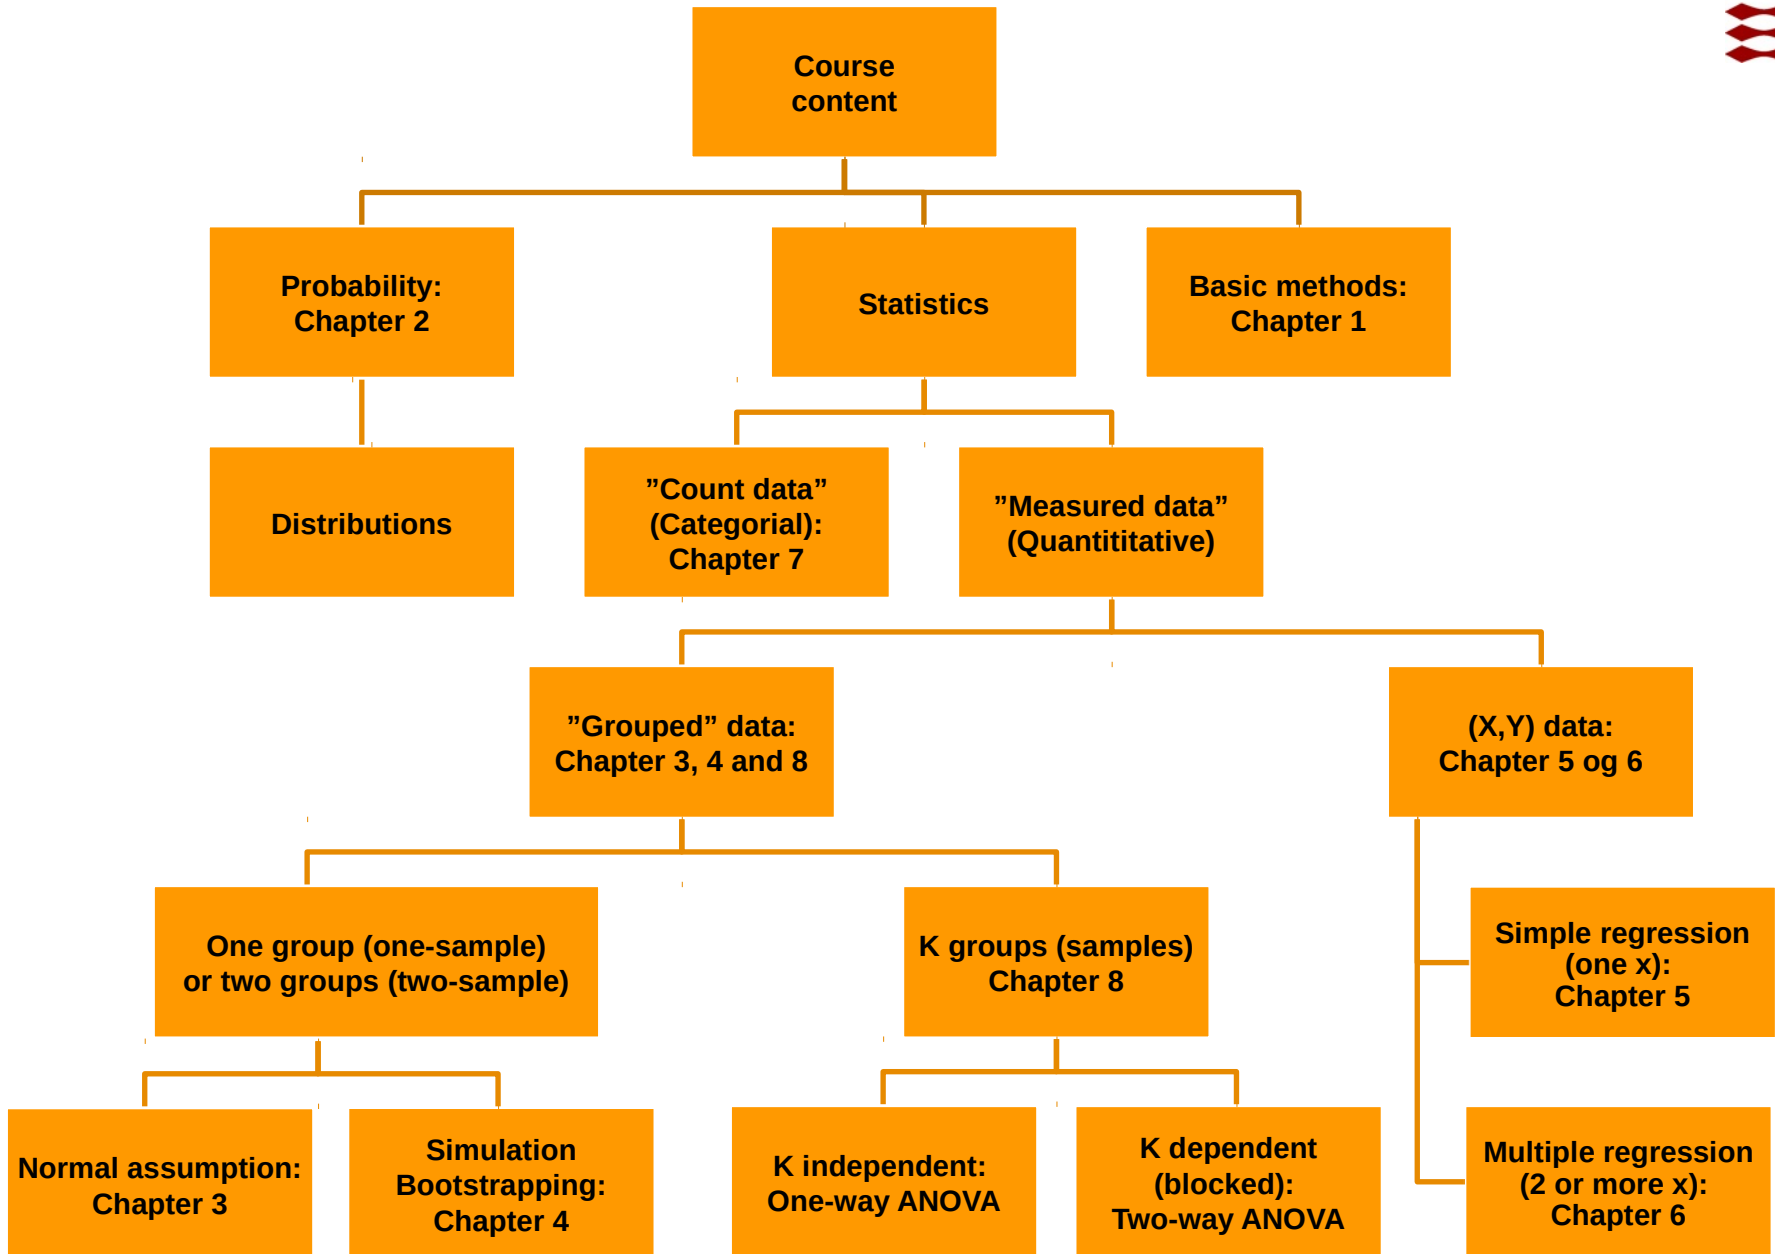 Course
content
Probability:
Chapter 2
Statistics
Basic methods:
Chapter 1
Distributions
”Count data”
(Categorial):
Chapter 7
”Measured data”
(Quantititative)
”Grouped” data:
Chapter 3, 4 and 8
(X,Y) data:
Chapter 5 og 6
One group (one-sample)
or two groups (two-sample)
K groups (samples)
Chapter 8
Simple regression
(one x):
Chapter 5
Normal assumption:
Chapter 3
Simulation
Bootstrapping:
Chapter 4
K independent:
One-way ANOVA
K dependent
(blocked):
Two-way ANOVA
Multiple regression
(2 or more x):
Chapter 6